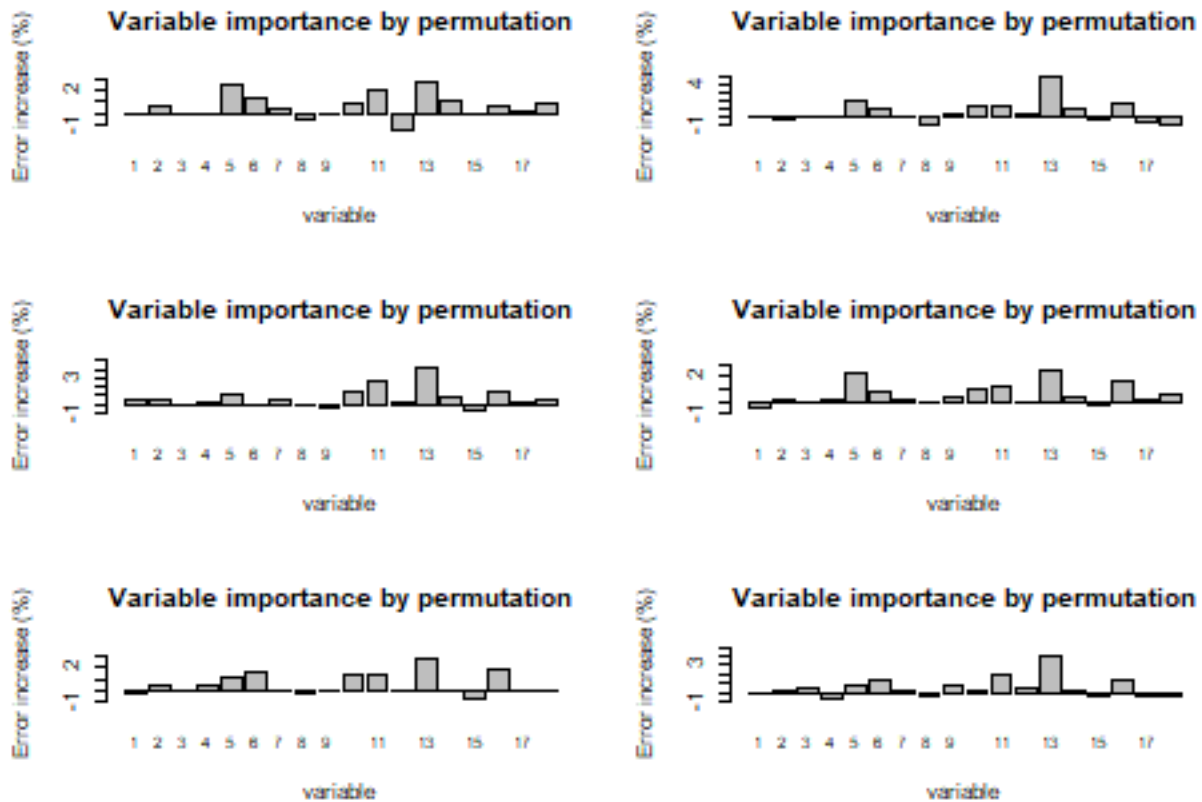 Variable importance by permutation
Error increase (%)
2
-1
1 2 3 4 5 6 7 8 9 11 13 15 17
variable
Variable importance by permutation
Error increase (%)
4
-1
1 2 3 4 5 6 7 8 9 11 13 15 17
variable
Variable importance by permutation
Error increase (%)
3
-1
1 2 3 4 5 6 7 8 9 11 13 15 17
variable
Variable importance by permutation
Error increase (%)
2
-1
1 2 3 4 5 6 7 8 9 11 13 15 17
variable
Variable importance by permutation
Error increase (%)
2
-1
1 2 3 4 5 6 7 8 9 11 13 15 17
variable
Variable importance by permutation
Error increase (%)
3
-1
1 2 3 4 5 6 7 8 9 11 13 15 17
variable